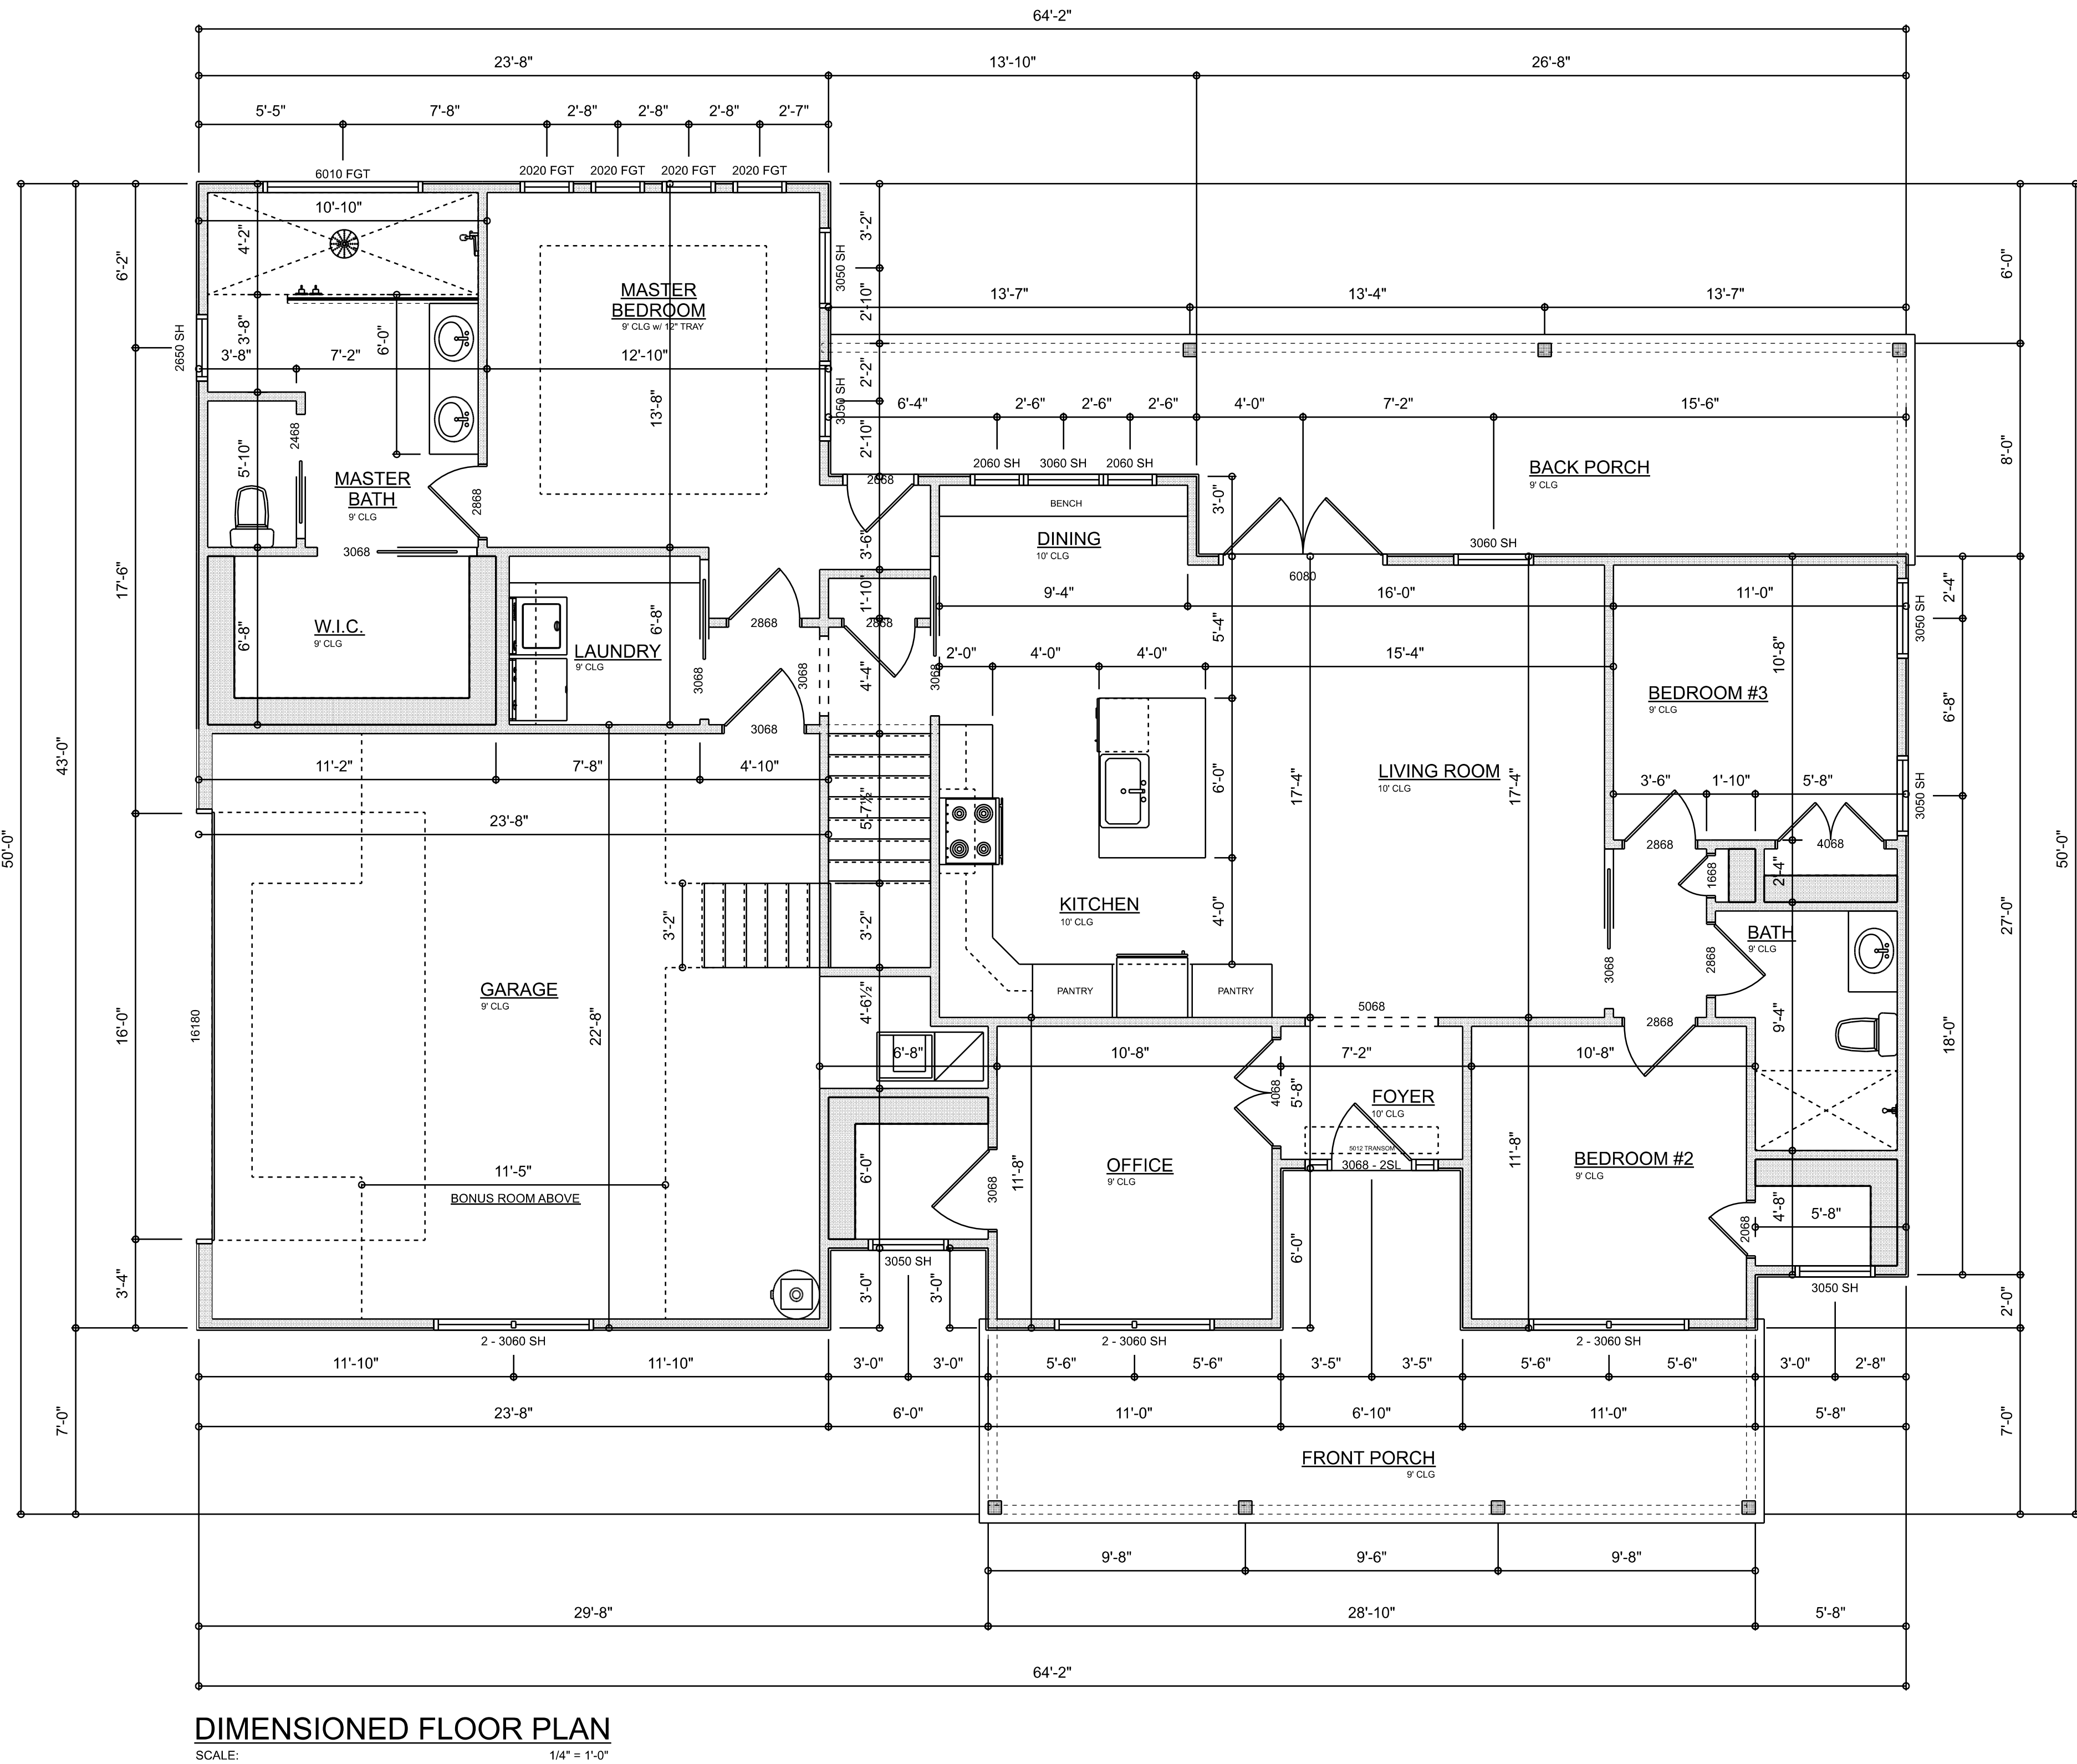 64'-2"
23'-8" 13'-10" 26'-8"
5'-5" 7'-8" 2'-8" 2'-8" 2'-8" 2'-7"
6010 FGT 2020 FGT 2020 FGT 2020 FGT 2020 FGT
10'-10"
4'-2"
3'-2"
3050 SH
6'-2"
6'-0"
MASTER
BEDROOM
9' CLG w/ 12" TRAY
2'-10"
13'-7" 13'-4" 13'-7"
2650 SH
3'-8"
3'-8" 7'-2" 12'-10"
6'-0"
13'-8"
2'-2"
3050 SH
6'-4" 2'-6" 2'-6" 2'-6" 4'-0" 7'-2" 15'-6"
2468
2'-10"
8'-0"
5'-10"
MASTER
BATH
9' CLG
2868
2668
2060 SH 3060 SH 2060 SH
BACK PORCH
9' CLG
BENCH
3'-0"
DINING
10' CLG
3'-6"
3060 SH
3068
6080
17'-6"
1'-10"
9'-4" 16'-0" 11'-0"
2'-4"
3050 SH
W.I.C.
9' CLG
6'-8"
6'-8"
LAUNDRY
9' CLG
2868
2868
5'-4"
3068
3068
4'-4"
3068
2'-0" 4'-0" 4'-0" 15'-4"
10'-8"
BEDROOM #3
9' CLG
6'-8"
3068
43'-0"
50'-0"
11'-2" 7'-8" 4'-10"
LIVING ROOM
10' CLG
6'-0"
17'-4"
17'-4"
3'-6" 1'-10" 5'-8"
3050 SH
23'-8"
5'-7½"
2868
4068
50'-0"
1668
2'-4"
KITCHEN
10' CLG
4'-0"
27'-0"
3'-2"
3'-2"
BATH
9' CLG
3068
2868
GARAGE
9' CLG
PANTRY PANTRY
4'-6½"
5068
2868
9'-4"
16'-0"
16180
22'-8"
18'-0"
6'-8" 10'-8" 7'-2" 10'-8"
4068
5'-8"
FOYER
10' CLG
5012 TRANSOM
3068 - 2SL
11'-5"
BONUS ROOM ABOVE
6'-0"
3068
11'-8"
OFFICE
9' CLG
11'-8"
BEDROOM #2
9' CLG
4'-8"
5'-8"
2068
6'-0"
3050 SH
3'-4"
3'-0"
3'-0"
3050 SH
2'-0"
2 - 3060 SH 2 - 3060 SH 2 - 3060 SH
11'-10" 11'-10" 3'-0" 3'-0" 5'-6" 5'-6" 3'-5" 3'-5" 5'-6" 5'-6" 3'-0" 2'-8"
7'-0"
23'-8" 6'-0" 11'-0" 6'-10" 11'-0" 5'-8"
7'-0"
FRONT PORCH
9' CLG
9'-8" 9'-6" 9'-8"
29'-8" 28'-10" 5'-8"
64'-2"
DIMENSIONED FLOOR PLAN
SCALE: 1/4" = 1'-0"